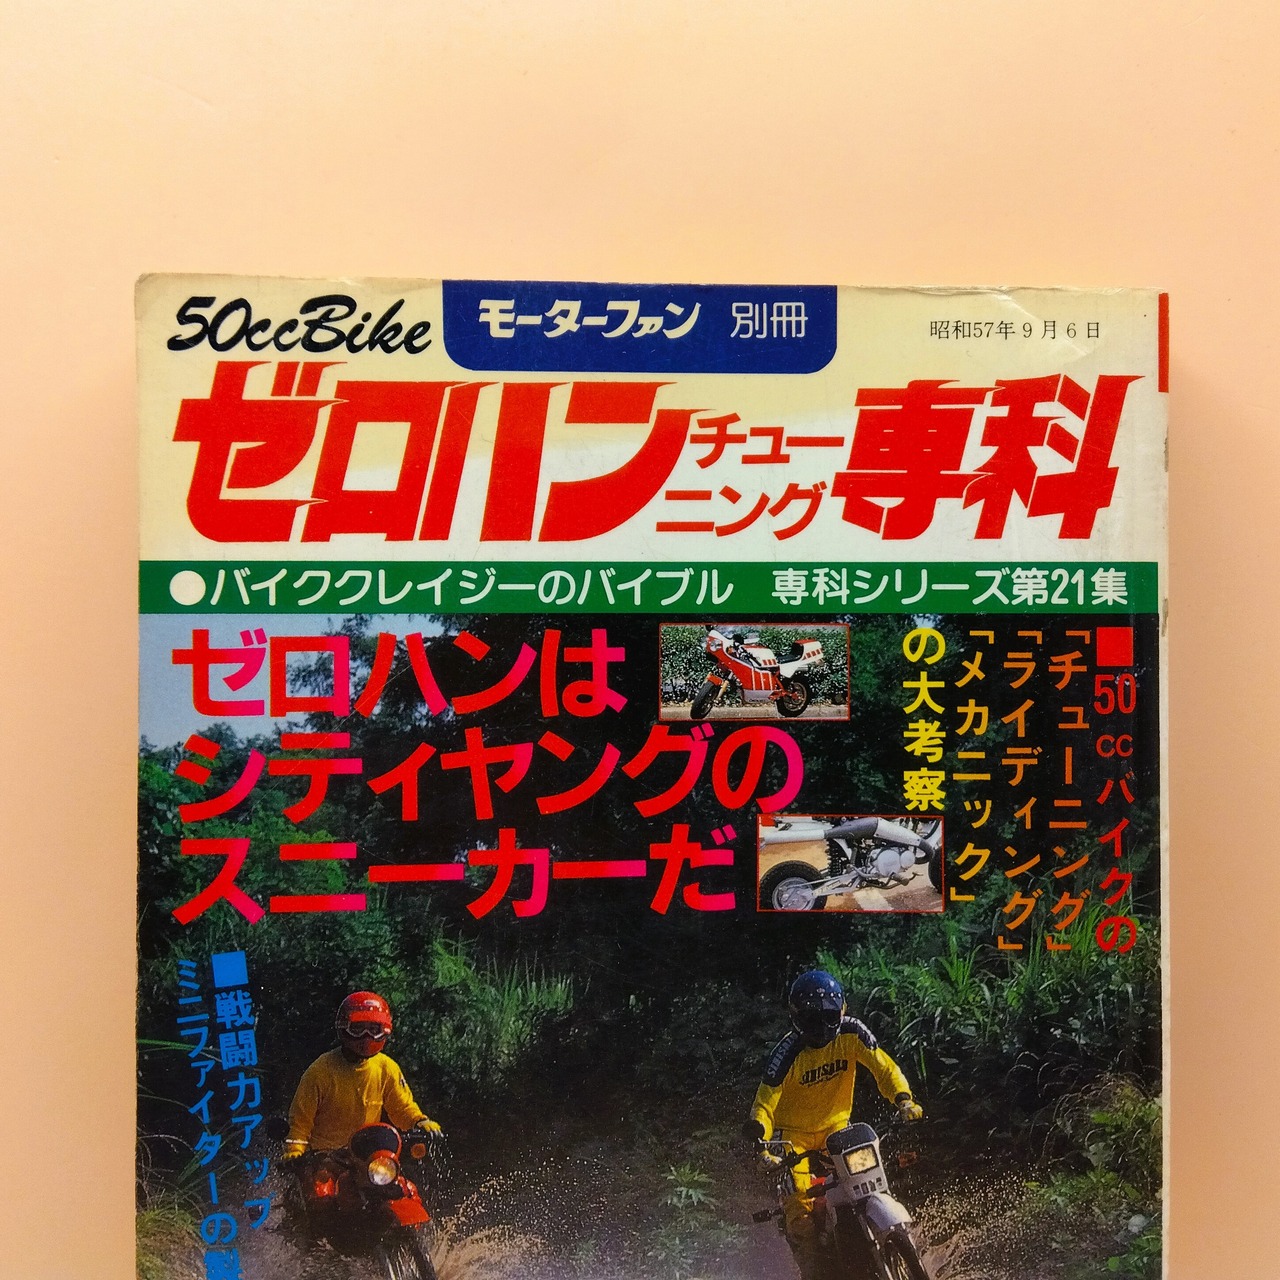 50ccBike
モーターファン 別冊
昭和57年9月6日
ゼロハンチューニング専科
●バイククレイジーのバイブル 専科シリーズ第21集
ゼロハンは
シティヤングの
スニーカーだ
■50ccバイクの
「チューニング」
「ライディング」
「メカニック」
の大考察
■戦闘力アップ
ミニファイターの